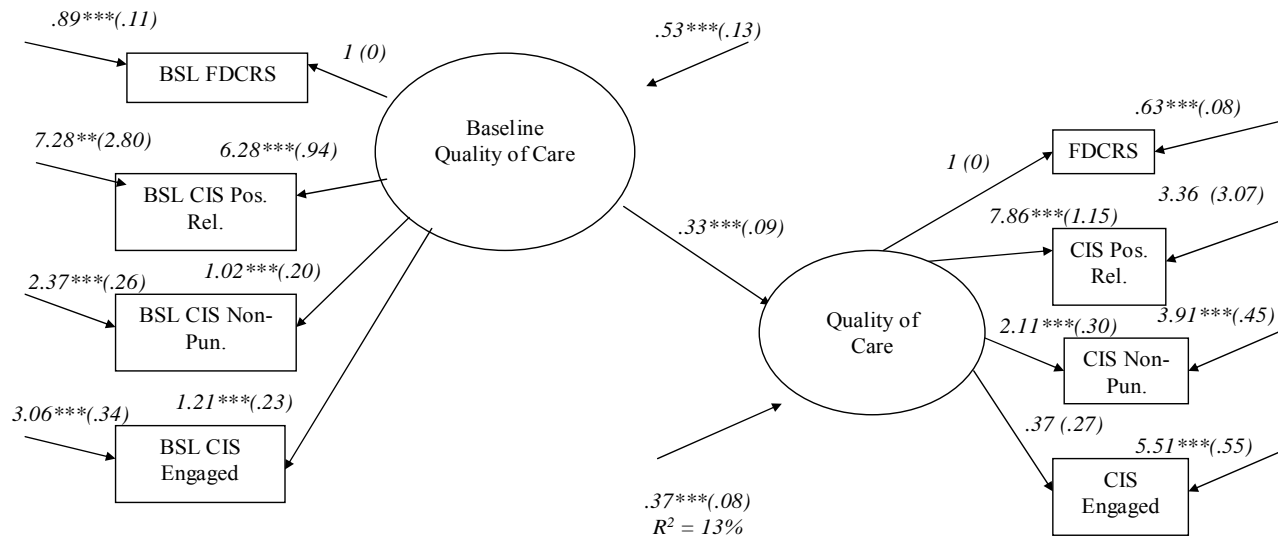 .89***(.11)
1 (0)
BSL FDCRS
7.28**(2.80)
6.28***(.94)
BSL CIS Pos.
Rel.
2.37***(.26)
1.02***(.20)
BSL CIS Non-
Pun.
3.06***(.34)
1.21***(.23)
BSL CIS
Engaged
Baseline
Quality of Care
.53***(.13)
.33***(.09)
Quality of
Care
.37***(.08)
R² = 13%
.63***(.08)
FDCRS
1 (0)
3.36 (3.07)
7.86***(1.15)
CIS Pos.
Rel.
3.91***(.45)
2.11***(.30)
CIS Non-
Pun.
.37 (.27)
5.51***(.55)
CIS
Engaged